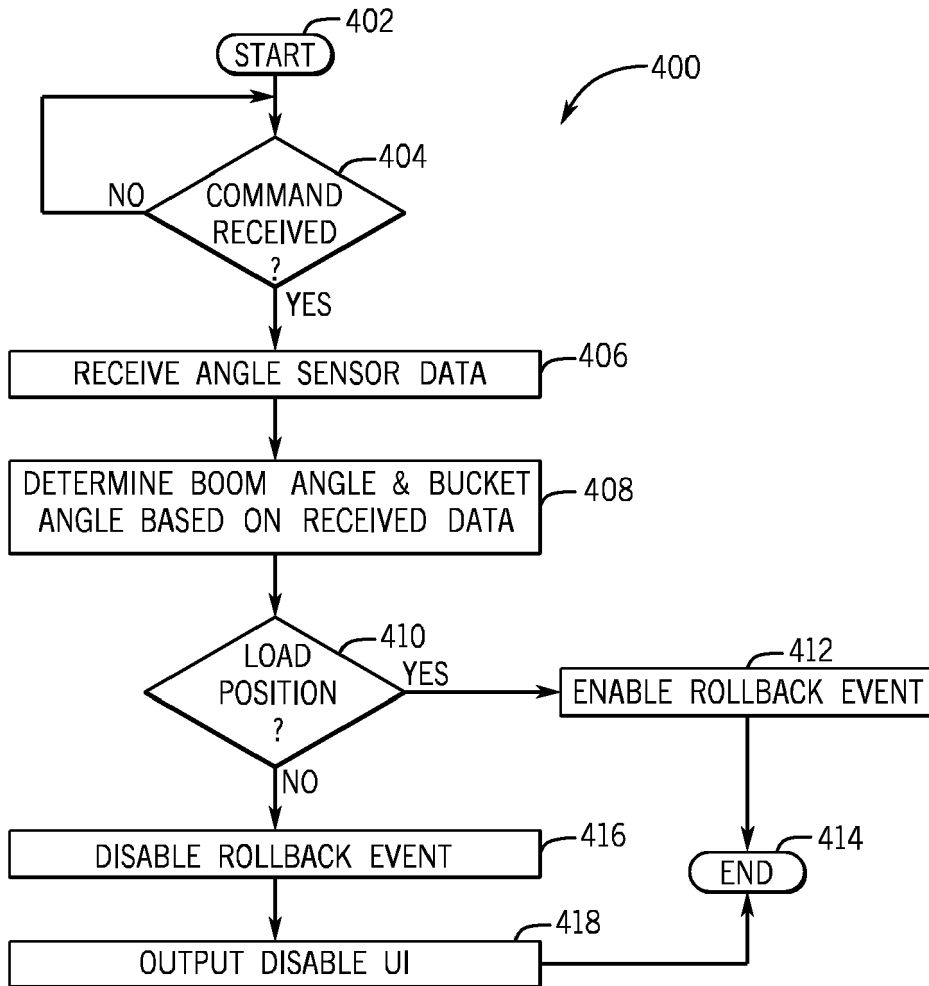 402
START
400
404
NO
COMMAND
RECEIVED
?
YES
RECEIVE ANGLE SENSOR DATA
406
DETERMINE BOOM ANGLE & BUCKET
ANGLE BASED ON RECEIVED DATA
408
410
LOAD
POSITION
?
YES
412
ENABLE ROLLBACK EVENT
NO
DISABLE ROLLBACK EVENT
416
414
END
418
OUTPUT DISABLE UI